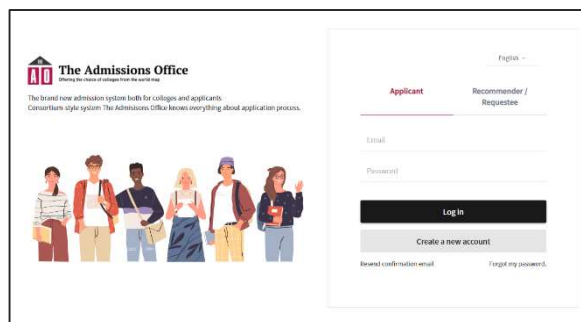 TAO
The Admissions Office
Offering the choice of colleges from the world map
The brand new admission system both for colleges and applicants
Consortium style system The Admissions Office knows everything about application process.
English
Applicant
Recommender /
Requestee
Email
Password
Log in
Create a new account
Resend confirmation email
Forgot my password.